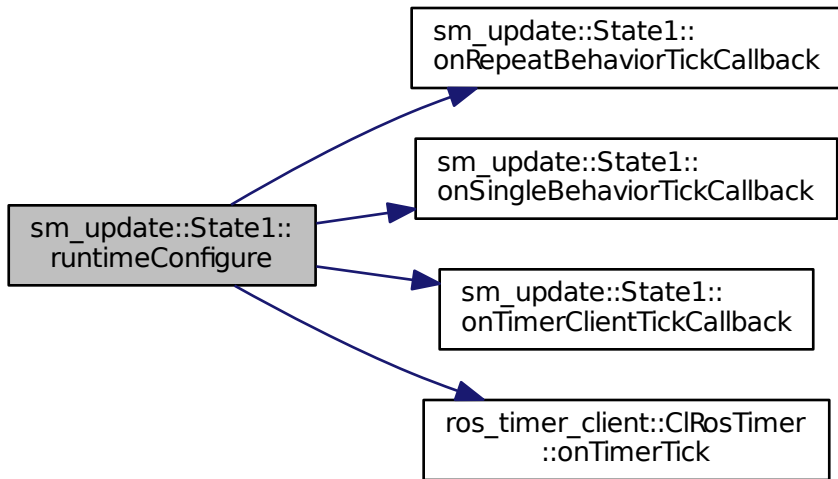 sm_update::State1::
onRepeatBehaviorTickCallback
sm_update::State1::
onSingleBehaviorTickCallback
sm_update::State1::
runtimeConfigure
sm_update::State1::
onTimerClientTickCallback
ros_timer_client::ClRosTimer
::onTimerTick